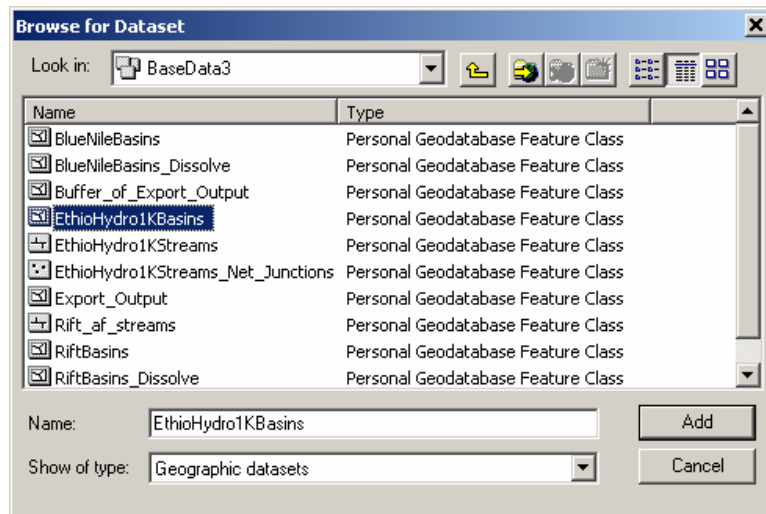 Browse for Dataset
Look in: BaseData3
Name Type
BlueNileBasins Personal Geodatabase Feature Class
BlueNileBasins_Dissolve Personal Geodatabase Feature Class
Buffer_of_Export_Output Personal Geodatabase Feature Class
EthioHydro1KBasins Personal Geodatabase Feature Class
EthioHydro1KStreams Personal Geodatabase Feature Class
EthioHydro1KStreams_Net_Junctions Personal Geodatabase Feature Class
Export_Output Personal Geodatabase Feature Class
Rift_af_streams Personal Geodatabase Feature Class
RiftBasins Personal Geodatabase Feature Class
RiftBasins_Dissolve Personal Geodatabase Feature Class
Name: EthioHydro1KBasins Add
Show of type: Geographic datasets Cancel